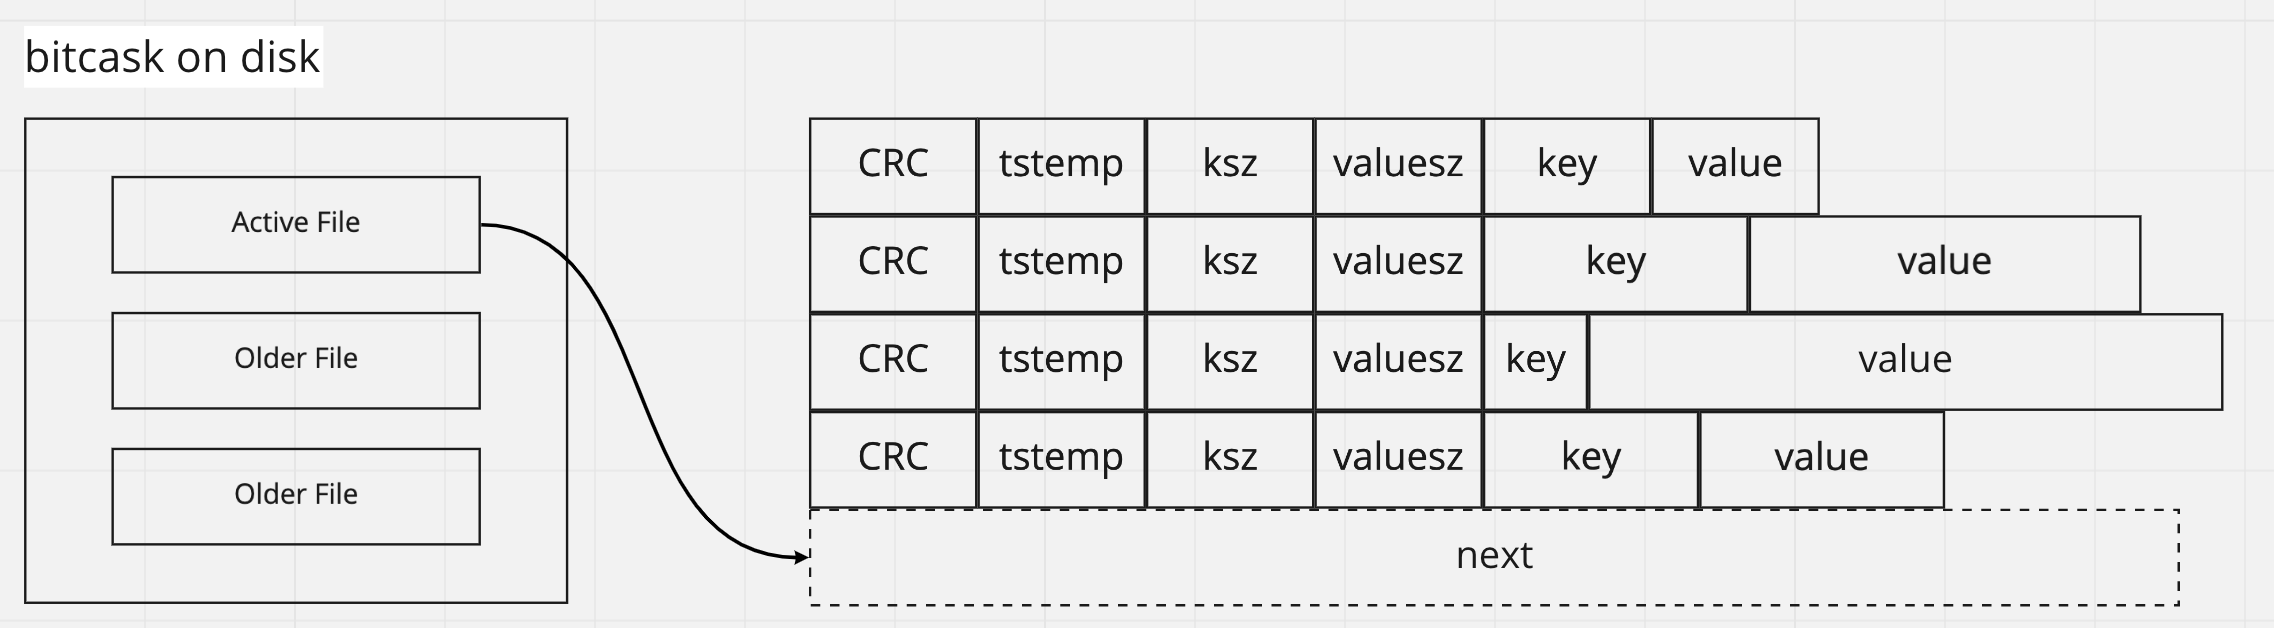 bitcask on disk
Active File
Older File
Older File
CRC tstemp ksz valuesz key value
CRC tstemp ksz valuesz key value
CRC tstemp ksz valuesz key value
CRC tstemp ksz valuesz key value
next